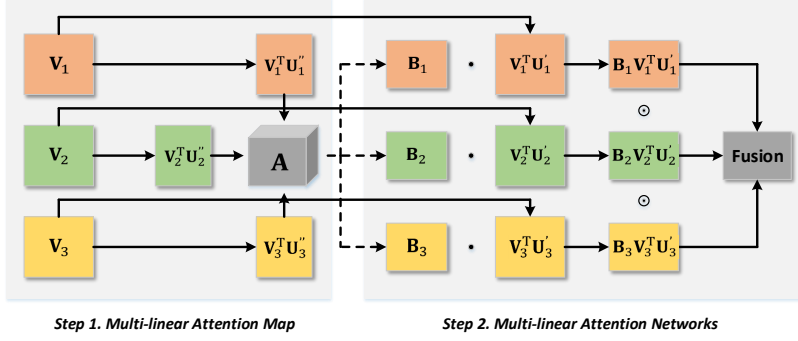 V₁ V₁ᵀU₁'' B₁ · V₁ᵀU₁' B₁V₁ᵀU₁'
⊙
V₂ V₂ᵀU₂'' A B₂ · V₂ᵀU₂' B₂V₂ᵀU₂' Fusion
⊙
V₃ V₃ᵀU₃'' B₃ · V₃ᵀU₃' B₃V₃ᵀU₃'
Step 1. Multi-linear Attention Map
Step 2. Multi-linear Attention Networks